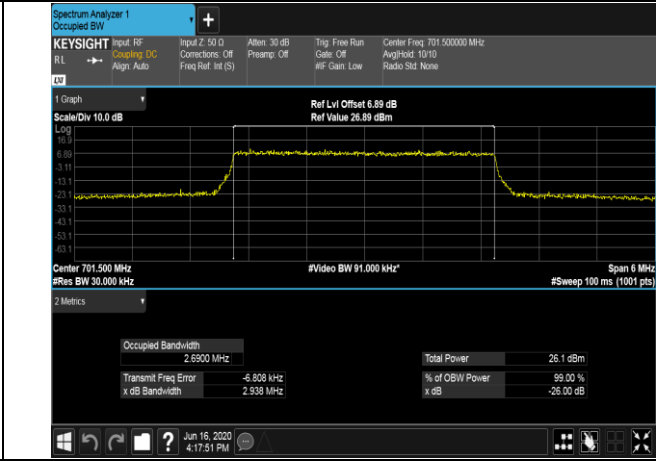 Spectrum Analyzer 1
Occupied BW
+
KEYSIGHT
RL
LXI
Input: RF
Coupling: DC
Align: Auto
Input Z: 50 Ω
Corrections: Off
Freq Ref: Int (S)
Atten: 30 dB
Preamp: Off
Trig: Free Run
Gate: Off
#IF Gain: Low
Center Freq: 701.500000 MHz
Avg|Hold: 10/10
Radio Std: None
1 Graph
Scale/Div 10.0 dB
Ref Lvl Offset 6.89 dB
Ref Value 26.89 dBm
Log
16.9
6.89
-3.11
-13.1
-23.1
-33.1
-43.1
-53.1
-63.1
Center 701.500 MHz
#Res BW 30.000 kHz
#Video BW 91.000 kHz*
Span 6 MHz
#Sweep 100 ms (1001 pts)
2 Metrics
Occupied Bandwidth
2.6900 MHz
Transmit Freq Error -6.808 kHz
x dB Bandwidth 2.938 MHz
Total Power 26.1 dBm
% of OBW Power 99.00 %
x dB -26.00 dB
?
Jun 16, 2020
4:17:51 PM